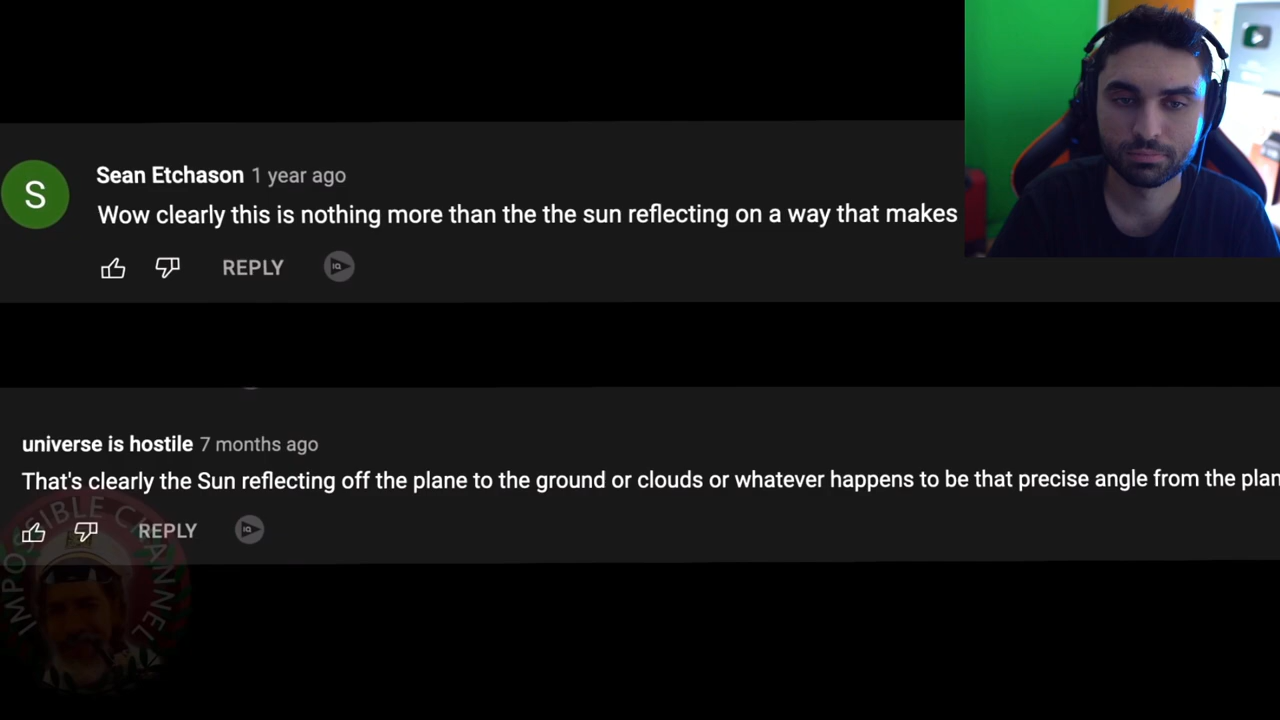 S
Sean Etchason 1 year ago
Wow clearly this is nothing more than the the sun reflecting on a way that makes
REPLY
IQ
universe is hostile 7 months ago
That's clearly the Sun reflecting off the plane to the ground or clouds or whatever happens to be that precise angle from the plan
REPLY
IQ
IMPOSSIBLE CHANNEL